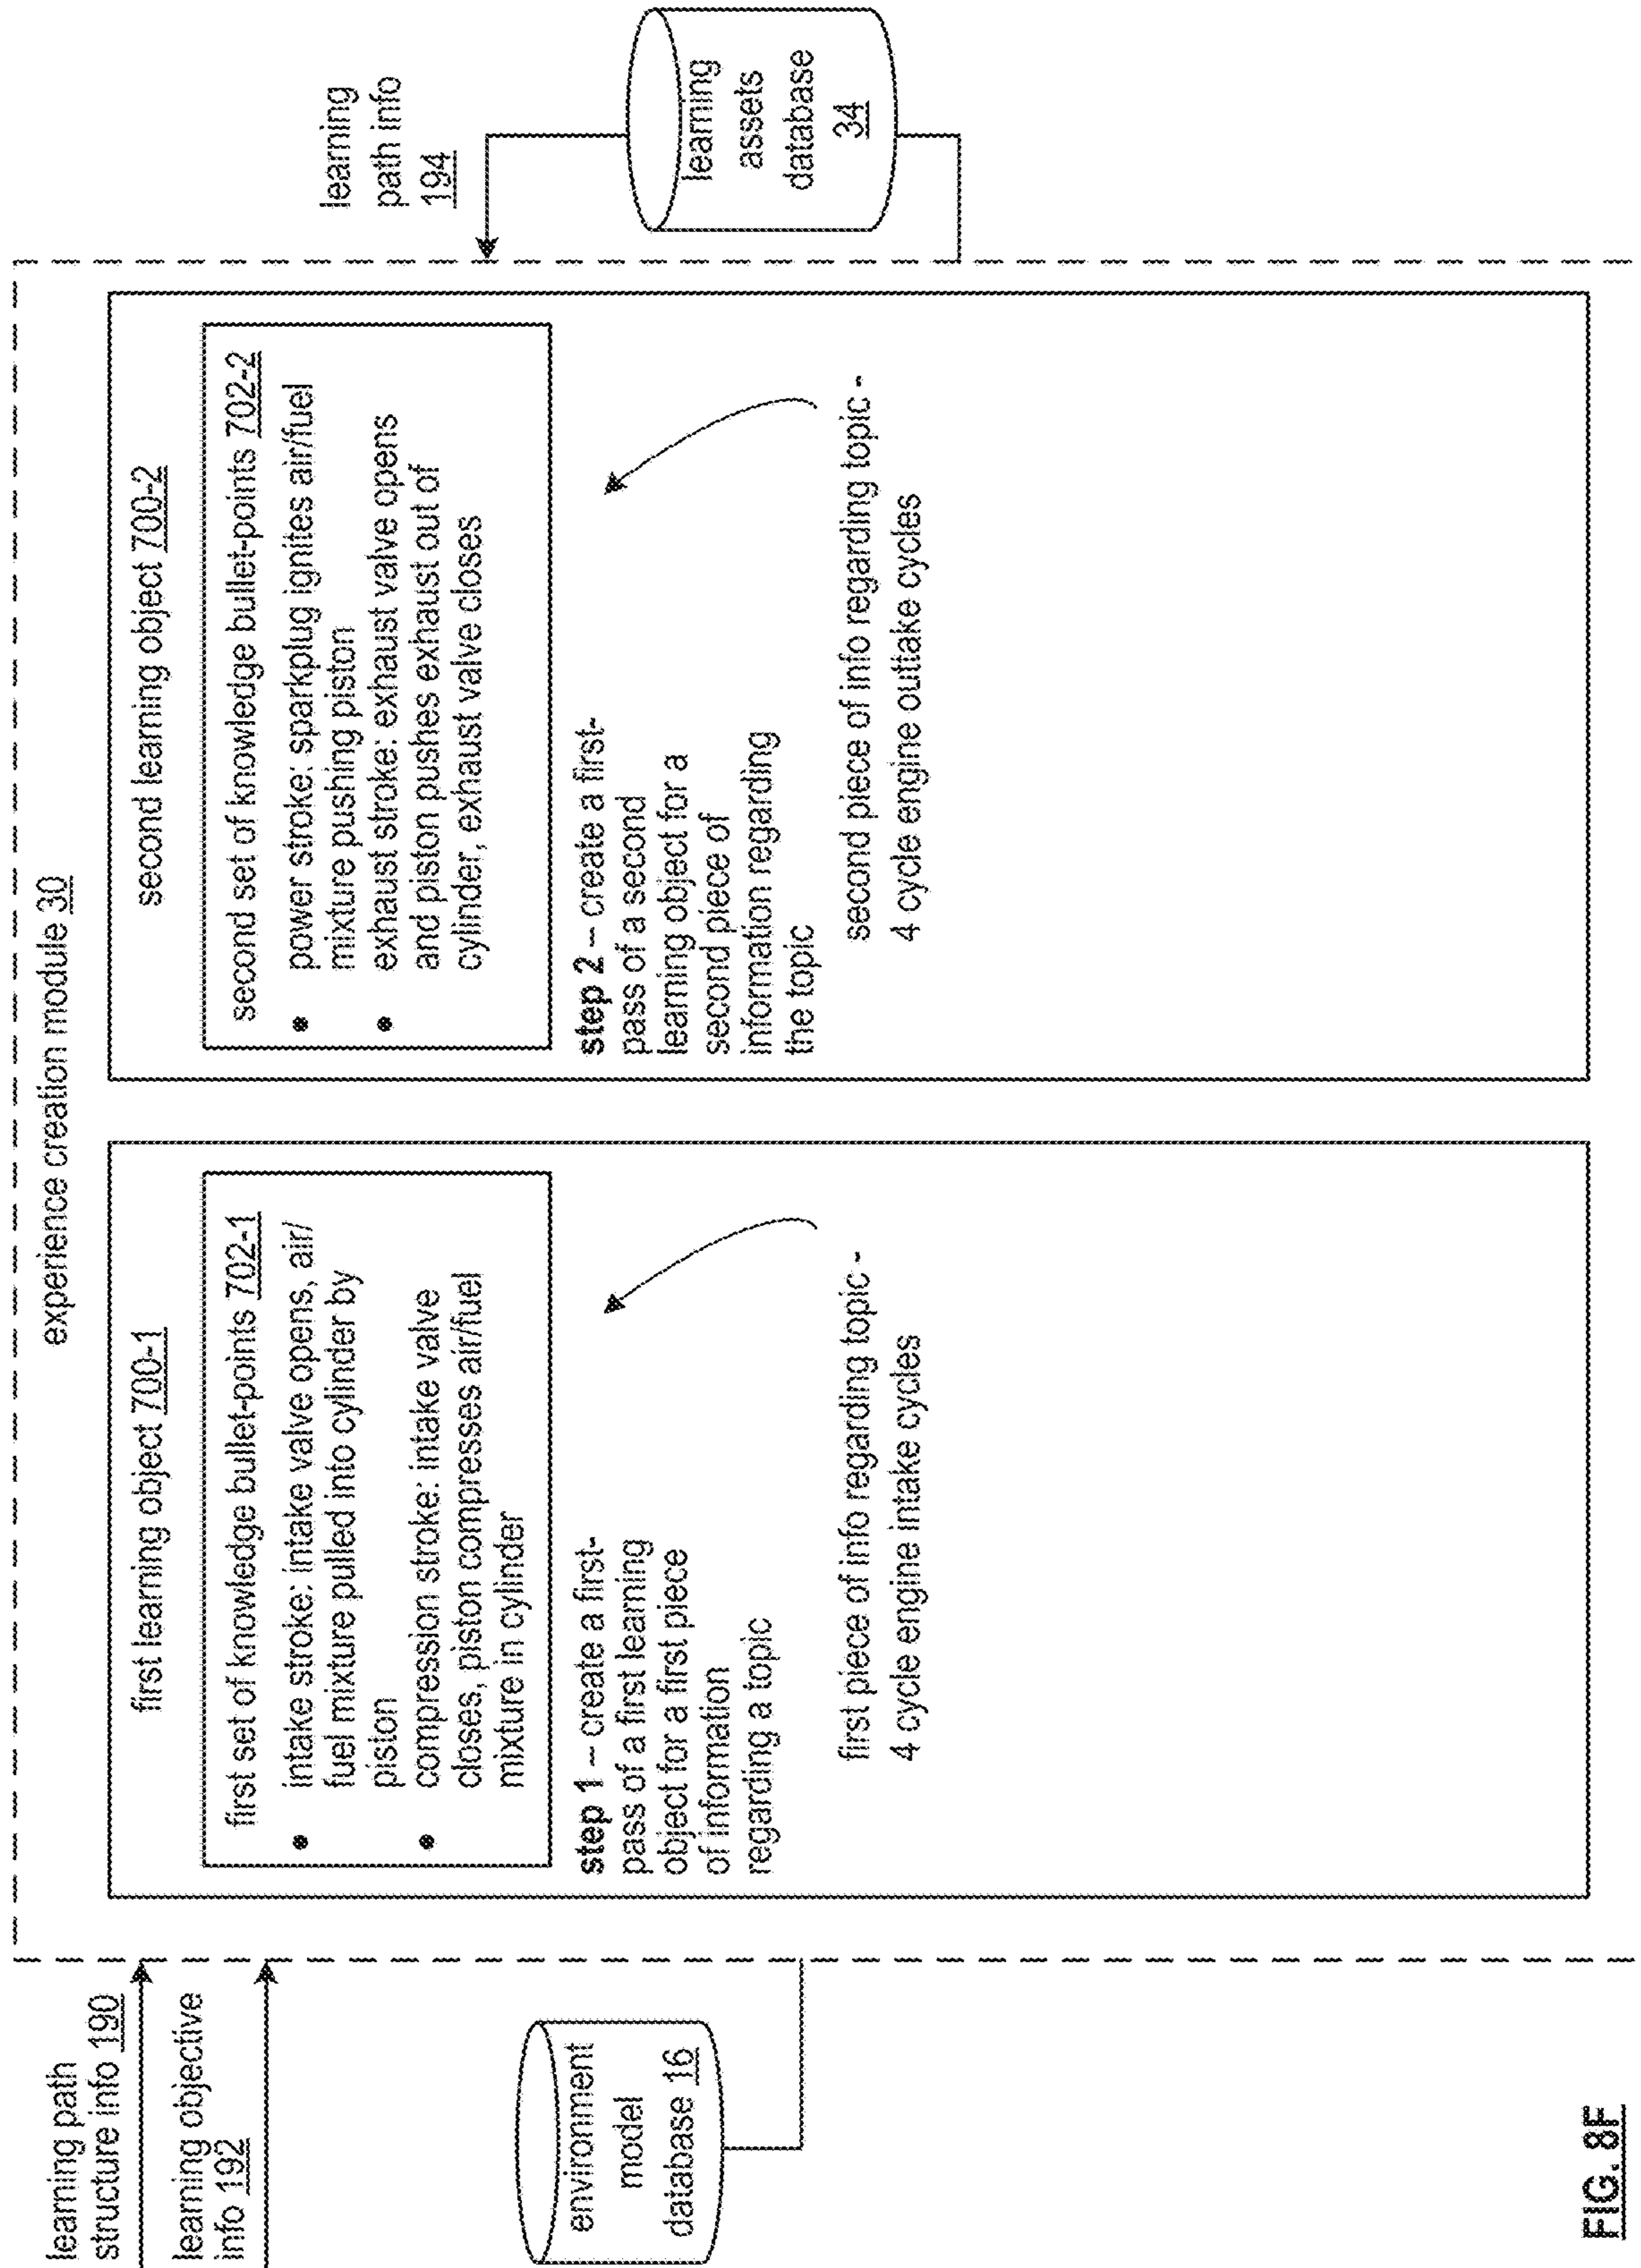 experience creation module 30
learning path
structure info 190
learning objective
info 192
environment
model
database 16
first learning object 700-1
first set of knowledge bullet-points 702-1
• intake stroke: intake valve opens, air/
fuel mixture pulled into cylinder by
piston
• compression stroke: intake valve
closes, piston compresses air/fuel
mixture in cylinder
step 1 – create a first-
pass of a first learning
object for a first piece
of information
regarding a topic
first piece of info regarding topic -
4 cycle engine intake cycles
second learning object 700-2
second set of knowledge bullet-points 702-2
• power stroke: sparkplug ignites air/fuel
mixture pushing piston
• exhaust stroke: exhaust valve opens
and piston pushes exhaust out of
cylinder, exhaust valve closes
step 2 – create a first-
pass of a second
learning object for a
second piece of
information regarding
the topic
second piece of info regarding topic -
4 cycle engine outtake cycles
learning
path info
194
learning
assets
database
34
FIG. 8F